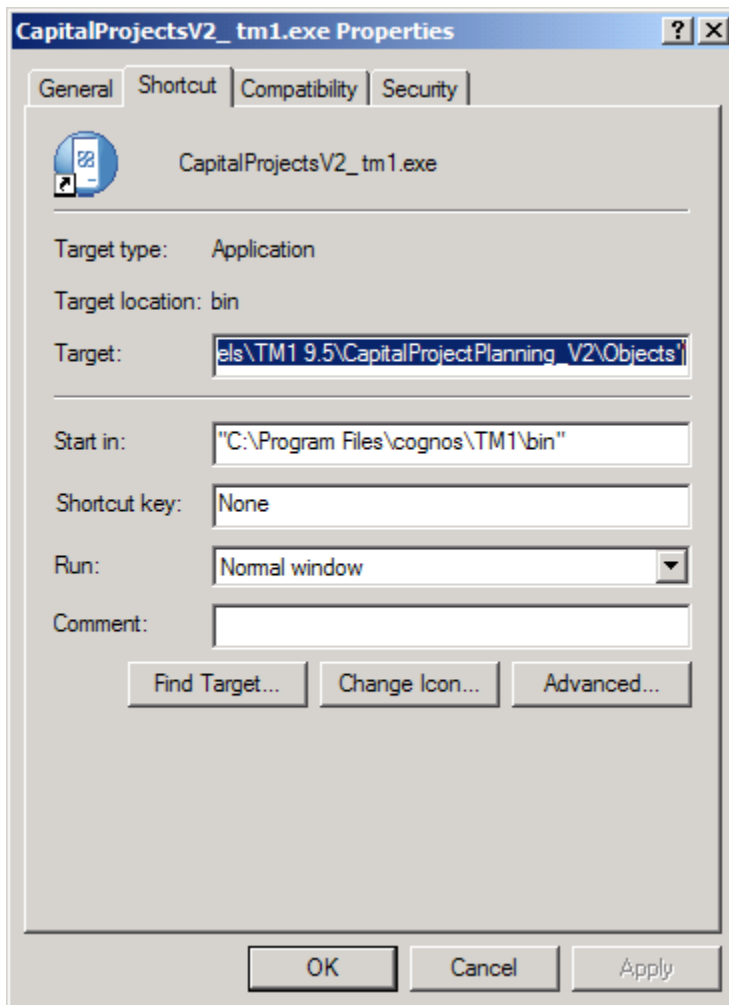 CapitalProjectsV2_ tm1.exe Properties
General Shortcut Compatibility Security
CapitalProjectsV2_ tm1.exe
Target type: Application
Target location: bin
Target: els\TM1 9.5\CapitalProjectPlanning_V2\Objects"
Start in: "C:\Program Files\cognos\TM1\bin"
Shortcut key: None
Run: Normal window
Comment:
Find Target... Change Icon... Advanced...
OK Cancel Apply